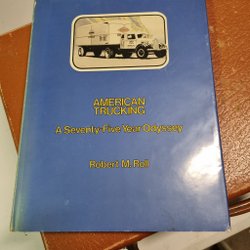 AMERICAN
TRUCKING
A Seventy-Five Year Odyssey
Robert M. Roll